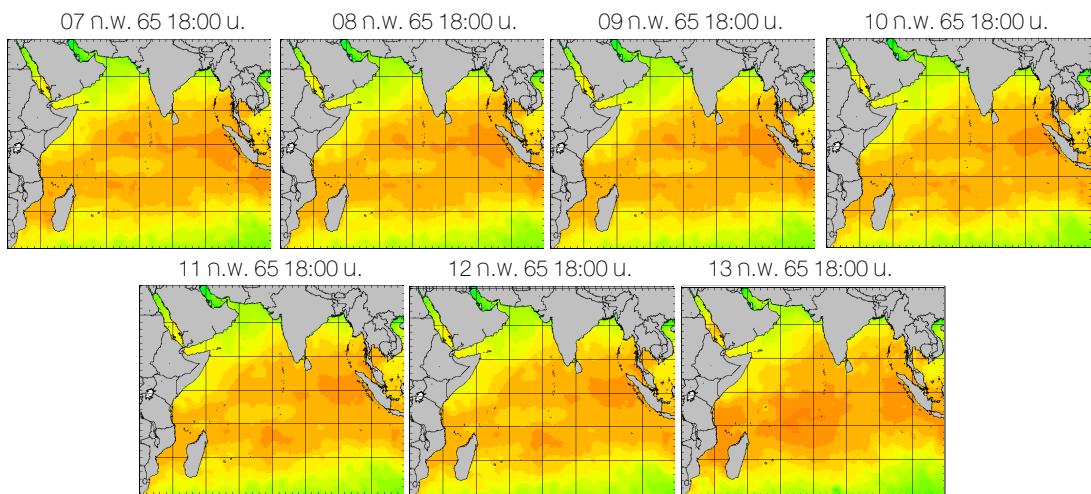 07 ก.พ. 65 18:00 น.
08 ก.พ. 65 18:00 น.
09 ก.พ. 65 18:00 น.
10 ก.พ. 65 18:00 น.
11 ก.พ. 65 18:00 น.
12 ก.พ. 65 18:00 น.
13 ก.พ. 65 18:00 น.